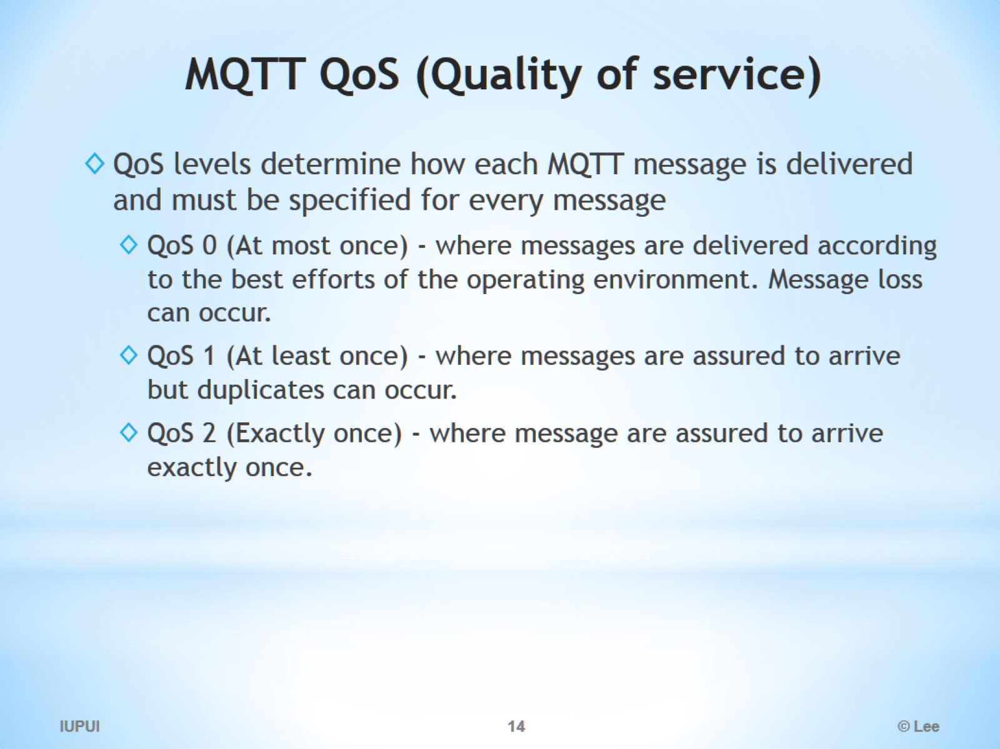 MQTT QoS (Quality of service)
QoS levels determine how each MQTT message is delivered
and must be specified for every message
QoS 0 (At most once) - where messages are delivered according
to the best efforts of the operating environment. Message loss
can occur.
QoS 1 (At least once) - where messages are assured to arrive
but duplicates can occur.
QoS 2 (Exactly once) - where message are assured to arrive
exactly once.
IUPUI
14
© Lee